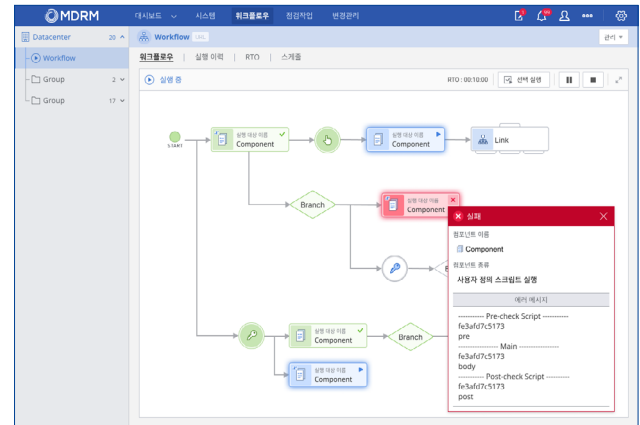 MDRM
대시보드
시스템
워크플로우
점검작업
변경관리
Datacenter
20
Workflow
Group
2
Group
17
Workflow
관리
워크플로우
실행 이력
RTO
스케줄
실행 중
RTO : 00:10:00
선택 실행
START
실행 대상 이름
Component
실행 대상 이름
Component
Link
Branch
실행 대상 이름
Component
실행 대상 이름
Component
Branch
실행 대상 이름
Component
실패
컴포넌트 이름
Component
컴포넌트 종류
사용자 정의 스크립트 실행
에러 메시지
----------- Pre-check Script -----------
fe3afd7c5173
pre
----------------- Main -----------------
fe3afd7c5173
body
----------- Post-check Script ----------
fe3afd7c5173
post